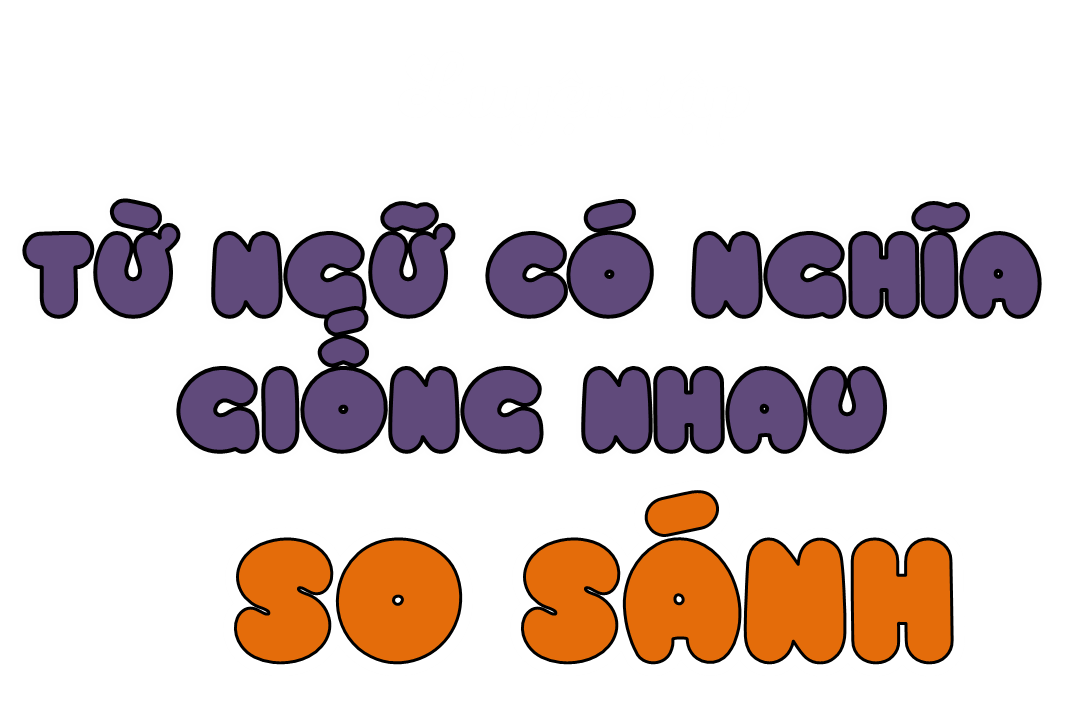 TỪ NGỮ CÓ NGHĨA
GIỐNG NHAU
SO SÁNH